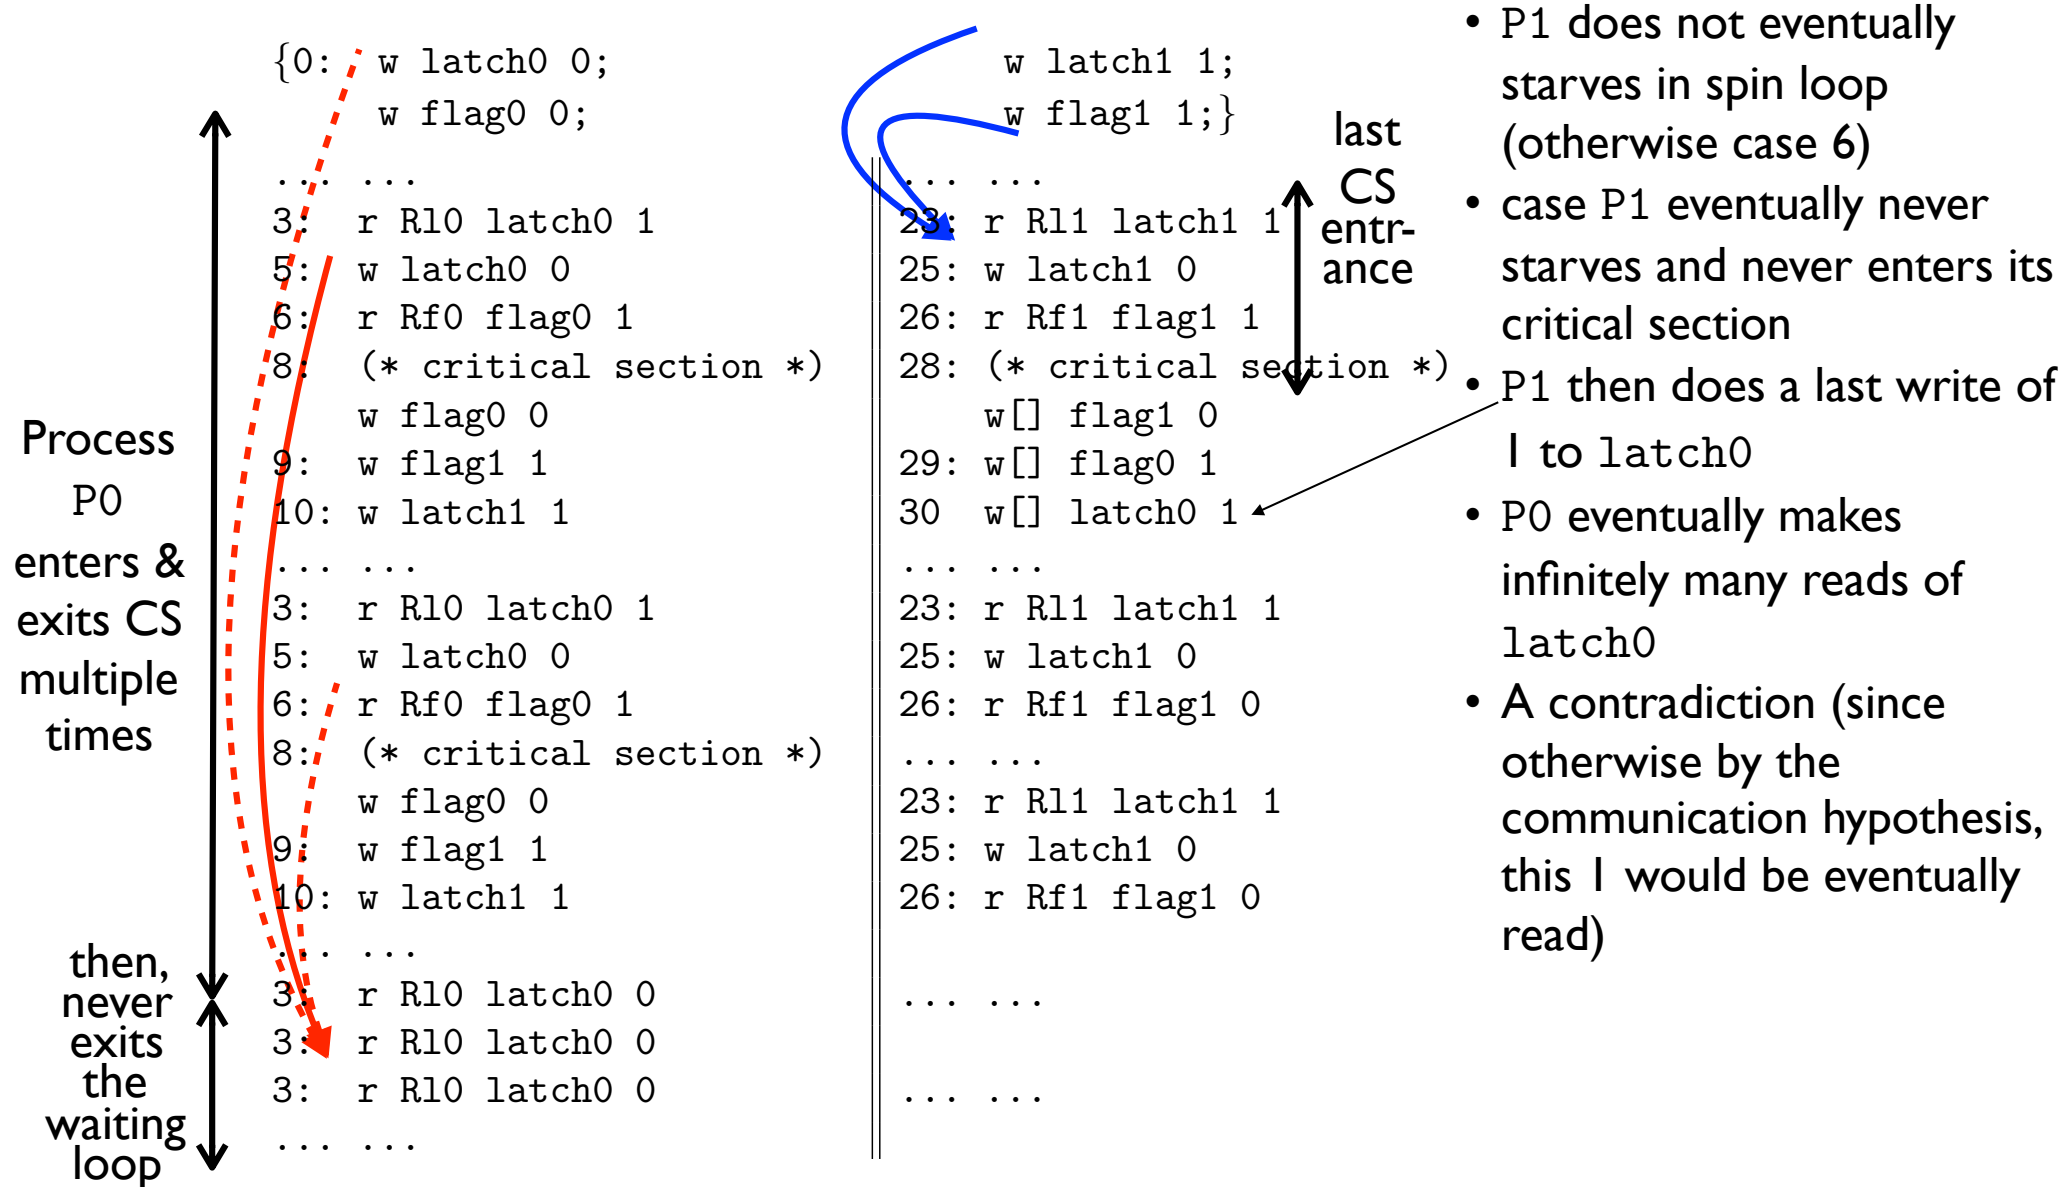 {0: w latch0 0;
w flag0 0;
... ...
3: r Rl0 latch0 1
5: w latch0 0
6: r Rf0 flag0 1
8: (* critical section *)
w flag0 0
9: w flag1 1
10: w latch1 1
... ...
3: r Rl0 latch0 1
5: w latch0 0
6: r Rf0 flag0 1
8: (* critical section *)
w flag0 0
9: w flag1 1
10: w latch1 1
... ...
3: r Rl0 latch0 0
3: r Rl0 latch0 0
3: r Rl0 latch0 0
... ...
w latch1 1;
w flag1 1;}
... ...
23: r Rl1 latch1 1
25: w latch1 0
26: r Rf1 flag1 1
28: (* critical section *)
w[] flag1 0
29: w[] flag0 1
30 w[] latch0 1
... ...
23: r Rl1 latch1 1
25: w latch1 0
26: r Rf1 flag1 0
... ...
23: r Rl1 latch1 1
25: w latch1 0
26: r Rf1 flag1 0
... ...
... ...
Process
P0
enters &
exits CS
multiple
times
then,
never
exits
the
waiting
loop
last
CS
entr-
ance
• P1 does not eventually
starves in spin loop
(otherwise case 6)
• case P1 eventually never
starves and never enters its
critical section
• P1 then does a last write of
1 to latch0
• P0 eventually makes
infinitely many reads of
latch0
• A contradiction (since
otherwise by the
communication hypothesis,
this 1 would be eventually
read)